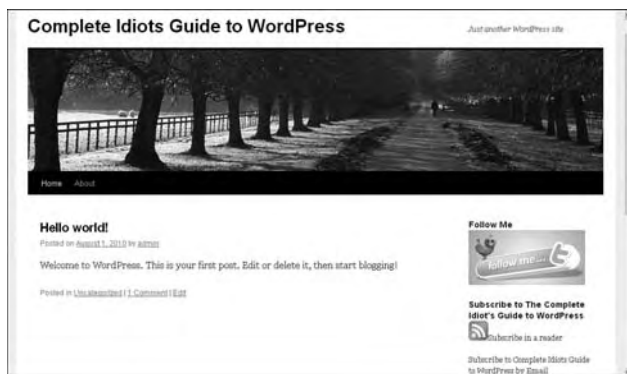 Complete Idiots Guide to WordPress
Just another WordPress site
Home About
Hello world!
Posted on August 1, 2010 by admin
Welcome to WordPress. This is your first post. Edit or delete it, then start blogging!
Posted in Uncategorized | 1 Comment | Edit
Follow Me
follow me...
Subscribe to The Complete
Idiot's Guide to WordPress
Subscribe in a reader
Subscribe to Complete Idiots Guide
to WordPress by Email